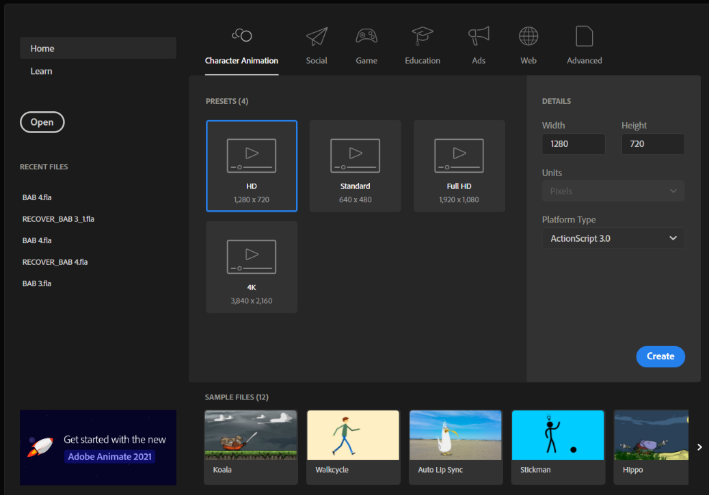 Home
Learn
Open
RECENT FILES
BAB 4.fla
RECOVER_BAB 3_1.fla
BAB 4.fla
RECOVER_BAB 4.fla
BAB 3.fla
Get started with the new
Adobe Animate 2021
Character Animation
Social
Game
Education
Ads
Web
Advanced
PRESETS (4)
HD
1,280 x 720
Standard
640 x 480
Full HD
1,920 x 1,080
4K
3,840 x 2,160
DETAILS
Width Height
1280 720
Units
Pixels
Platform Type
ActionScript 3.0
Create
SAMPLE FILES (12)
Koala
Walkcycle
Auto Lip Sync
Stickman
Hippo